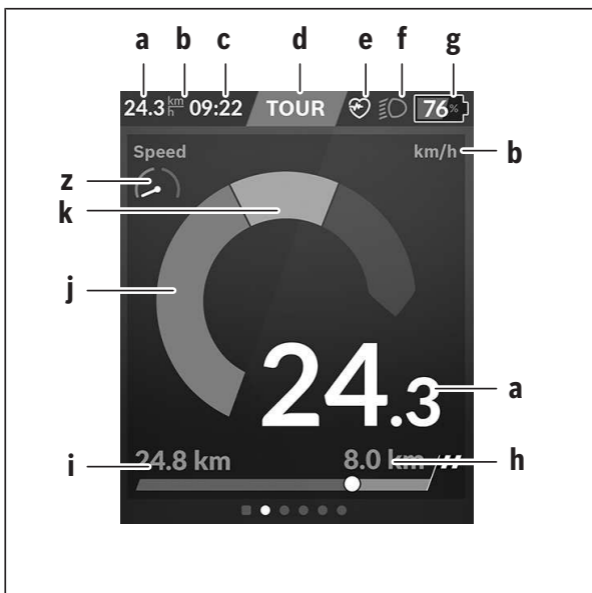 a b c d e f g
24.3 km/h 09:22 TOUR 76%
Speed km/h b
z
k
j
24.3 a
i 24.8 km 8.0 km h